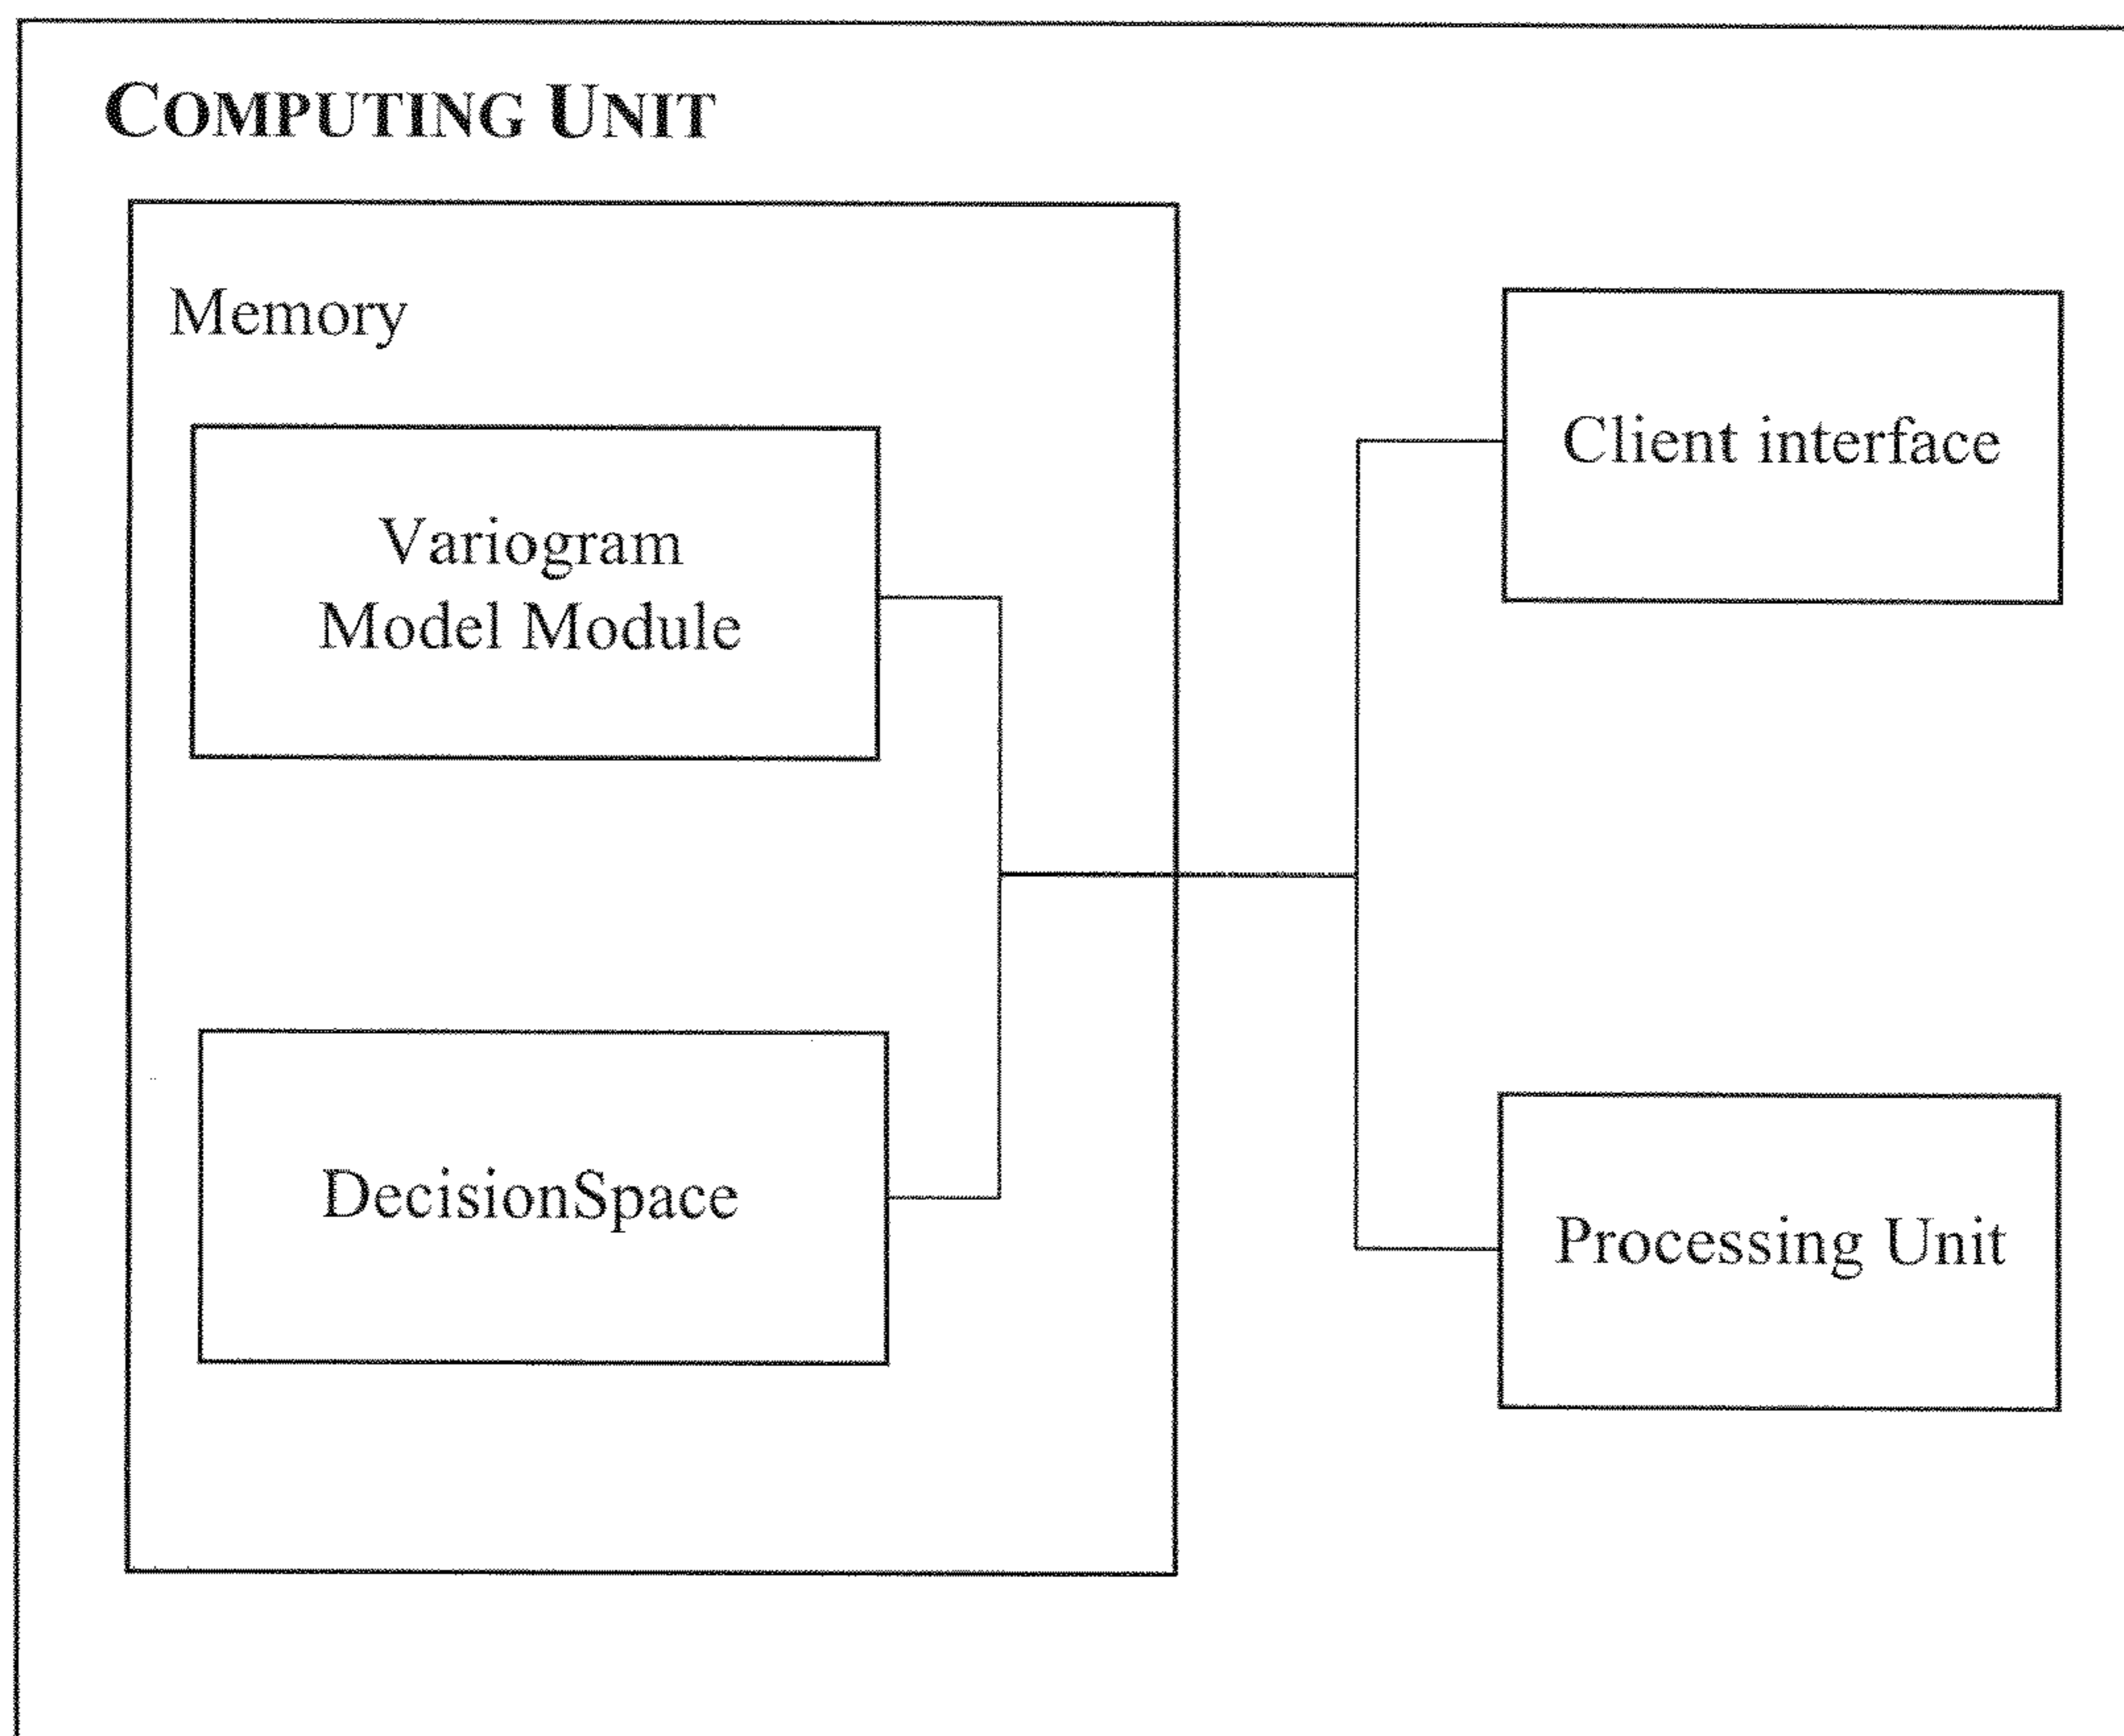 COMPUTING UNIT
Memory
Variogram
Model Module
DecisionSpace
Client interface
Processing Unit